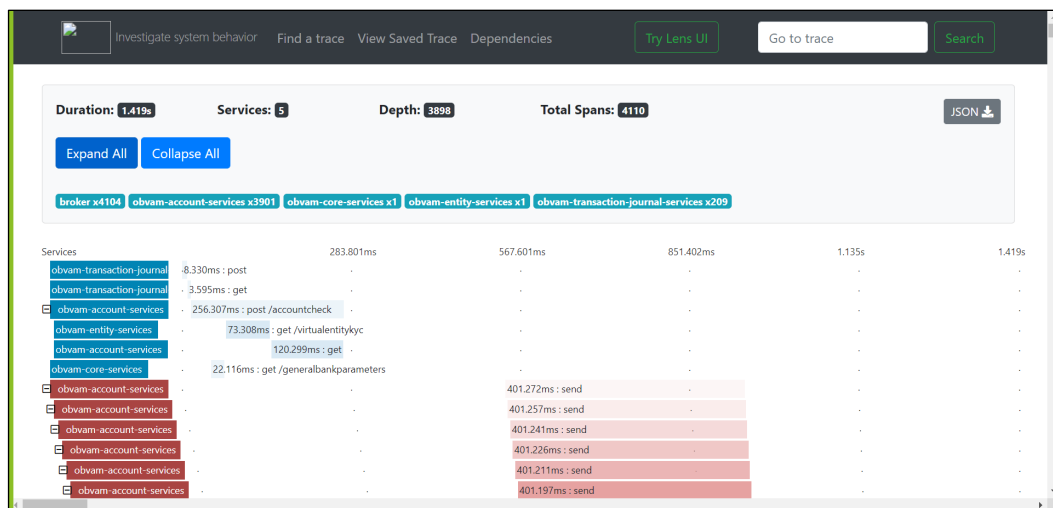 Investigate system behavior Find a trace View Saved Trace Dependencies Try Lens UI Go to trace Search
Duration: 1.419s Services: 5 Depth: 3898 Total Spans: 4110 JSON
Expand All Collapse All
broker x4104 obvam-account-services x3901 obvam-core-services x1 obvam-entity-services x1 obvam-transaction-journal-services x209
Services 283.801ms 567.601ms 851.402ms 1.135s 1.419s
obvam-transaction-journal 8.330ms : post
obvam-transaction-journal 3.595ms : get
obvam-account-services 256.307ms : post /accountcheck
obvam-entity-services 73.308ms : get /virtualentitykyc
obvam-account-services 120.299ms : get
obvam-core-services 22.116ms : get /generalbankparameters
obvam-account-services 401.272ms : send
obvam-account-services 401.257ms : send
obvam-account-services 401.241ms : send
obvam-account-services 401.226ms : send
obvam-account-services 401.211ms : send
obvam-account-services 401.197ms : send